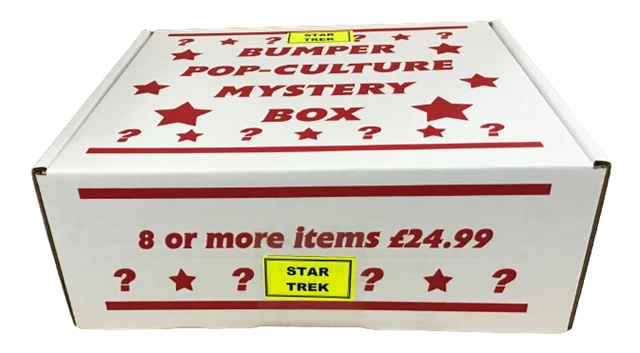 STAR
TREK
? ? ? ?
BUMPER
POP-CULTURE
MYSTERY
BOX
? ? ? ?
8 or more items £24.99
? ? ? ?
STAR
TREK